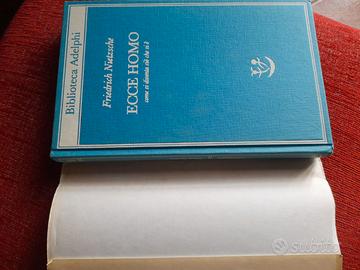 Biblioteca Adelphi
Friedrich Nietzsche
ECCE HOMO
come si diventa ciò che si è
subito